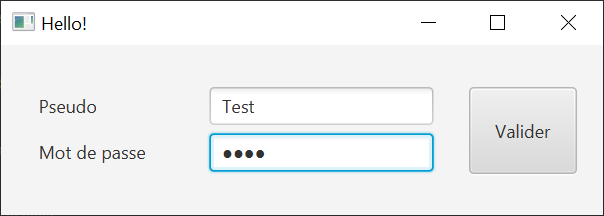 Hello!
Pseudo Test
Valider
Mot de passe ●●●●